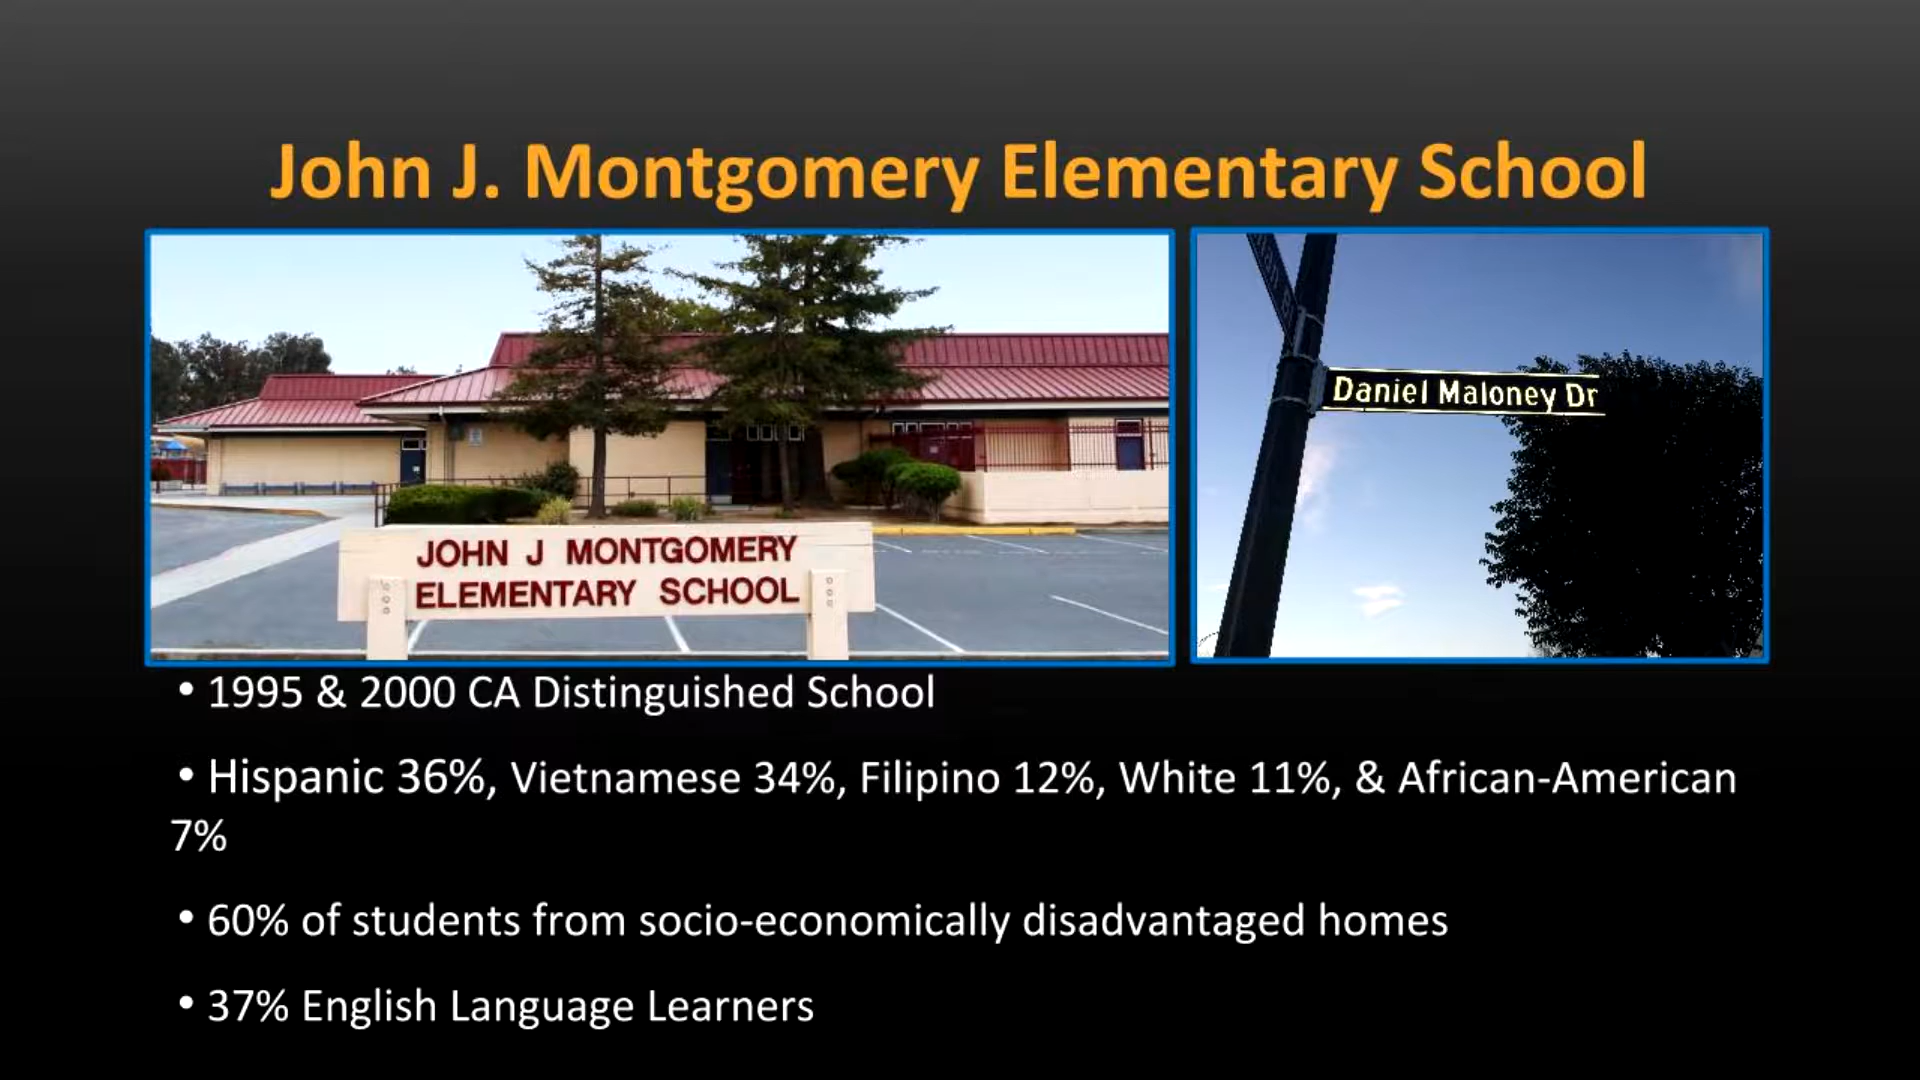 John J. Montgomery Elementary School
JOHN J MONTGOMERY
ELEMENTARY SCHOOL
Daniel Maloney Dr
• 1995 & 2000 CA Distinguished School
• Hispanic 36%, Vietnamese 34%, Filipino 12%, White 11%, & African-American
7%
• 60% of students from socio-economically disadvantaged homes
• 37% English Language Learners